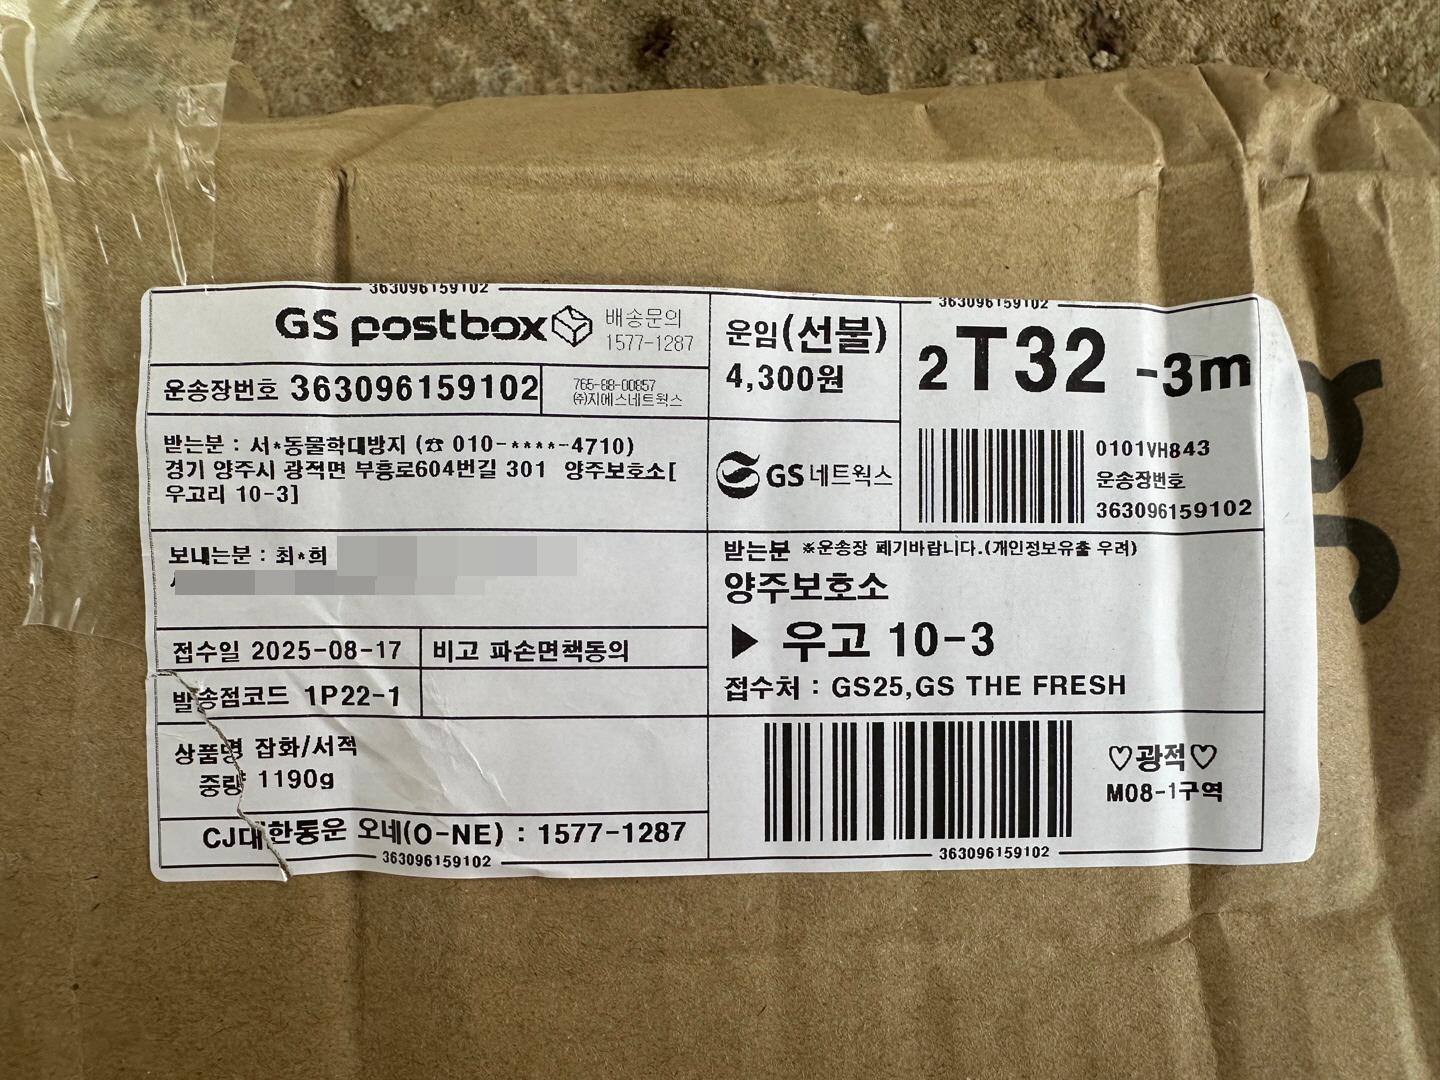 363096159102
GS postbox
배송문의
1577-1287
운송장번호 363096159102
765-88-00857
㈜지에스네트웍스
받는분 : 서*동물학대방지 (☎ 010-****-4710)
경기 양주시 광적면 부흥로604번길 301 양주보호소[
우고리 10-3]
보내는분 : 최*희
접수일 2025-08-17
비고 파손면책동의
발송점코드 1P22-1
상품명 잡화/서적
중량 1190g
CJ대한통운 오네(O-NE) : 1577-1287
363096159102
운임(선불)
4,300원
GS네트웍스
363096159102
2T32 -3m
0101VH843
운송장번호
363096159102
받는분 ※운송장 폐기바랍니다.(개인정보유출 우려)
양주보호소
▶ 우고 10-3
접수처 : GS25,GS THE FRESH
♡광적♡
M08-1구역
363096159102